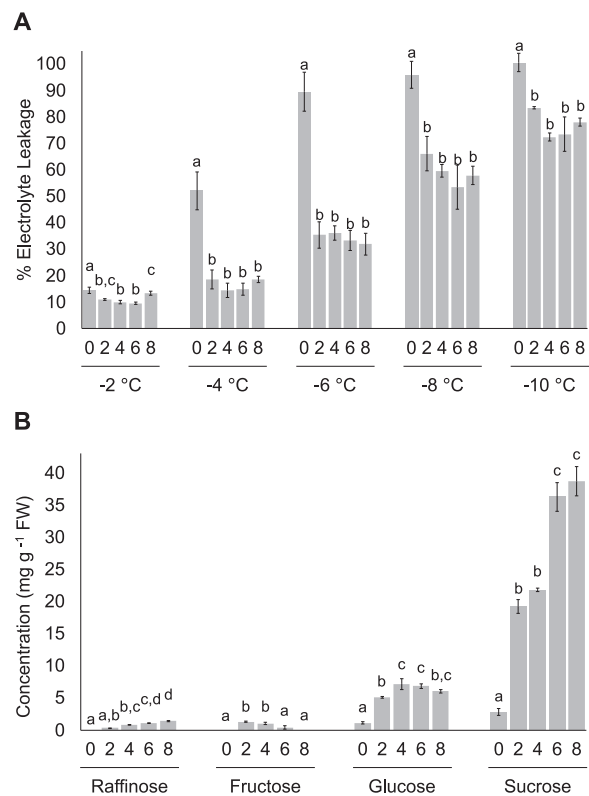 A
% Electrolyte Leakage
100
90
80
70
60
50
40
30
20
10
0
a b,c b b c
a b b b b
a b b b b
a b b b b
a b b b b
0 2 4 6 8 0 2 4 6 8 0 2 4 6 8 0 2 4 6 8 0 2 4 6 8
-2 °C -4 °C -6 °C -8 °C -10 °C
B
Concentration (mg g -1 FW)
40
35
30
25
20
15
10
5
0
a a,b b,c c,d d
a b b a a
a b c c b,c
a b b c c
0 2 4 6 8 0 2 4 6 8 0 2 4 6 8 0 2 4 6 8
Raffinose Fructose Glucose Sucrose